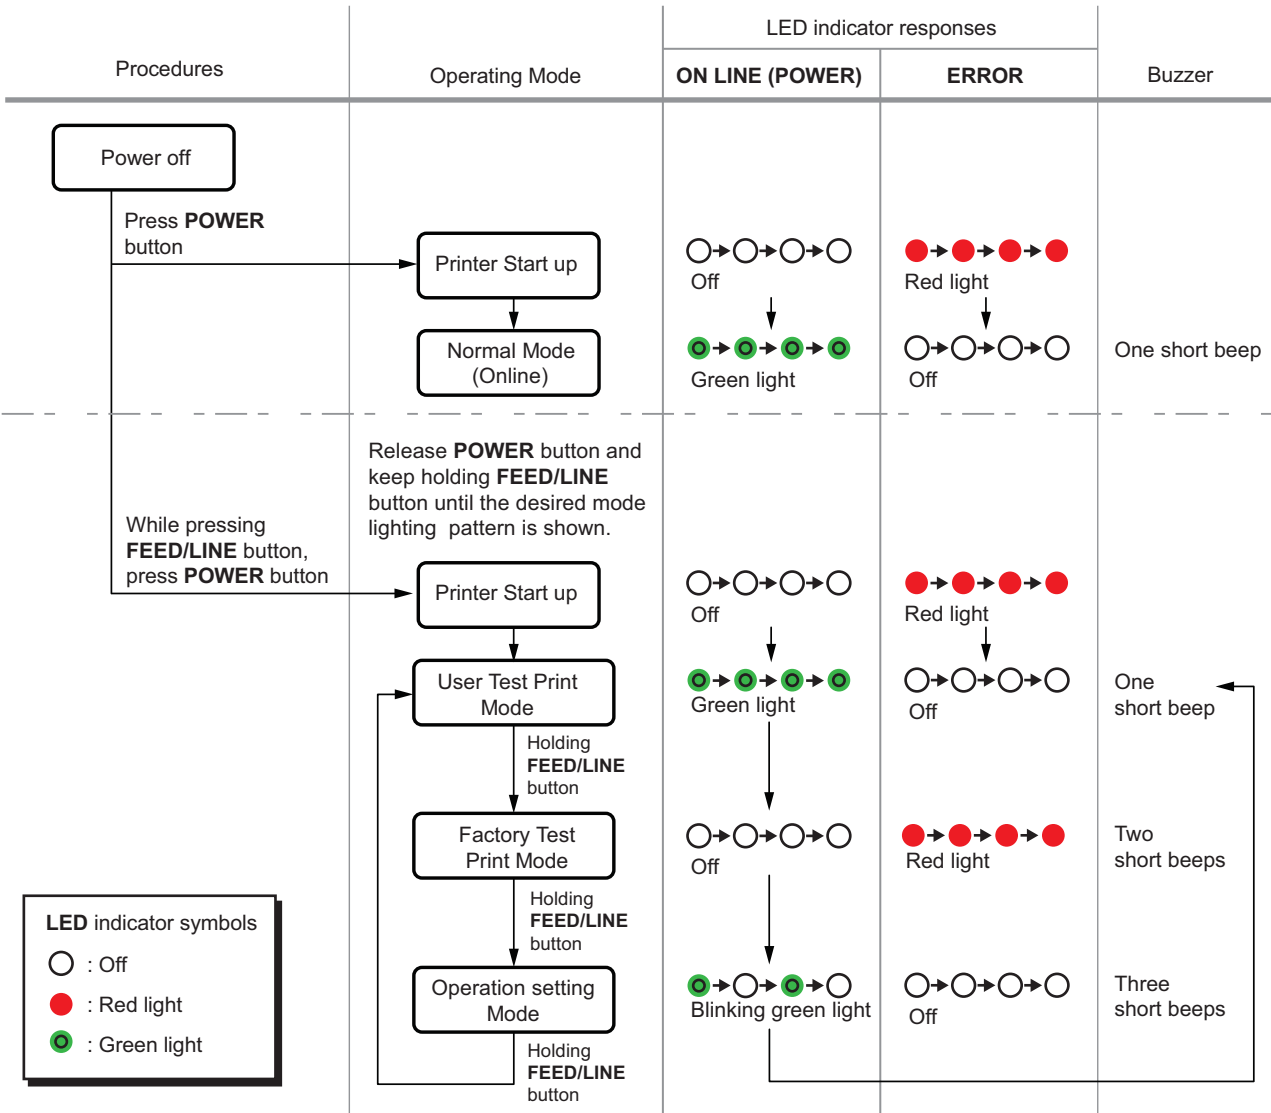 LED indicator responses
Procedures
Operating Mode
ON LINE (POWER)
ERROR
Buzzer
Power off
Press POWER
button
Printer Start up
Off
Red light
Normal Mode
(Online)
Green light
Off
One short beep
Release POWER button and
keep holding FEED/LINE
button until the desired mode
lighting pattern is shown.
While pressing
FEED/LINE button,
press POWER button
Printer Start up
Off
Red light
User Test Print
Mode
Green light
Off
One
short beep
Holding
FEED/LINE
button
Factory Test
Print Mode
Off
Red light
Two
short beeps
Holding
FEED/LINE
button
Operation setting
Mode
Blinking green light
Off
Three
short beeps
Holding
FEED/LINE
button
LED indicator symbols
: Off
: Red light
: Green light